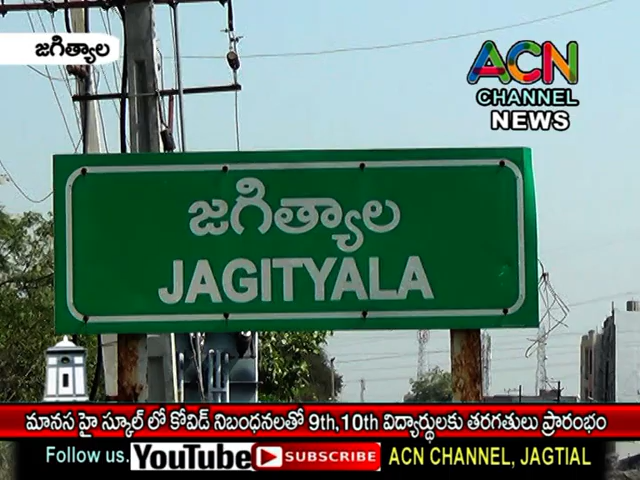 జగిత్యాల
ACN
CHANNEL
NEWS
జగిత్యాల
JAGITYALA
మానస హై స్కూల్ లో కోవిడ్ నిబంధనలతో 9th,10th విద్యార్థులకు తరగతులు ప్రారంభం
Follow us. YouTube SUBSCRIBE ACN CHANNEL, JAGTIAL